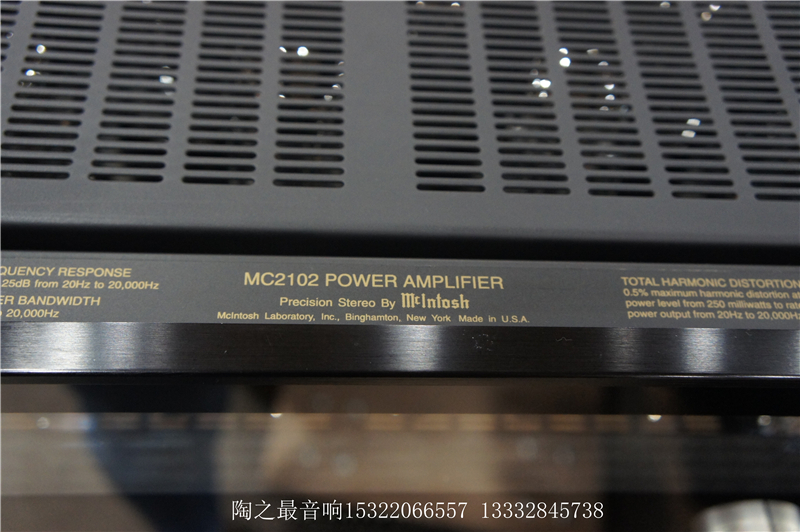 QUENCY RESPONSE
25dB from 20Hz to 20,000Hz
ER BANDWIDTH
20,000Hz
MC2102 POWER AMPLIFIER
Precision Stereo By McIntosh
McIntosh Laboratory, Inc., Binghamton, New York Made in U.S.A.
TOTAL HARMONIC DISTORTION
0.5% maximum harmonic distortion at
power level from 250 milliwatts to rate
power output from 20Hz to 20,000Hz
陶之最音响15322066557 13332845738